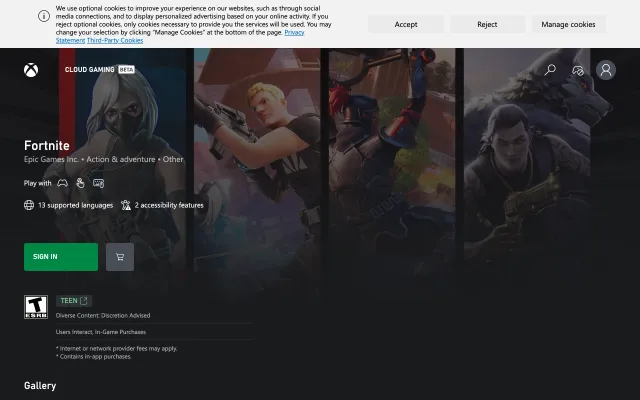 We use optional cookies to improve your experience on our websites, such as through social
media connections, and to display personalized advertising based on your online activity. If you
reject optional cookies, only cookies necessary to provide you the services will be used. You may
change your selection by clicking "Manage Cookies" at the bottom of the page. Privacy
Statement Third-Party Cookies
Accept
Reject
Manage cookies
CLOUD GAMING BETA
Fortnite
Epic Games Inc. • Action & adventure • Other
Play with
13 supported languages
2 accessibility features
SIGN IN
T
ESRB
TEEN
Diverse Content: Discretion Advised
Users Interact, In-Game Purchases
* Internet or network provider fees may apply.
* Contains in-app purchases.
Gallery